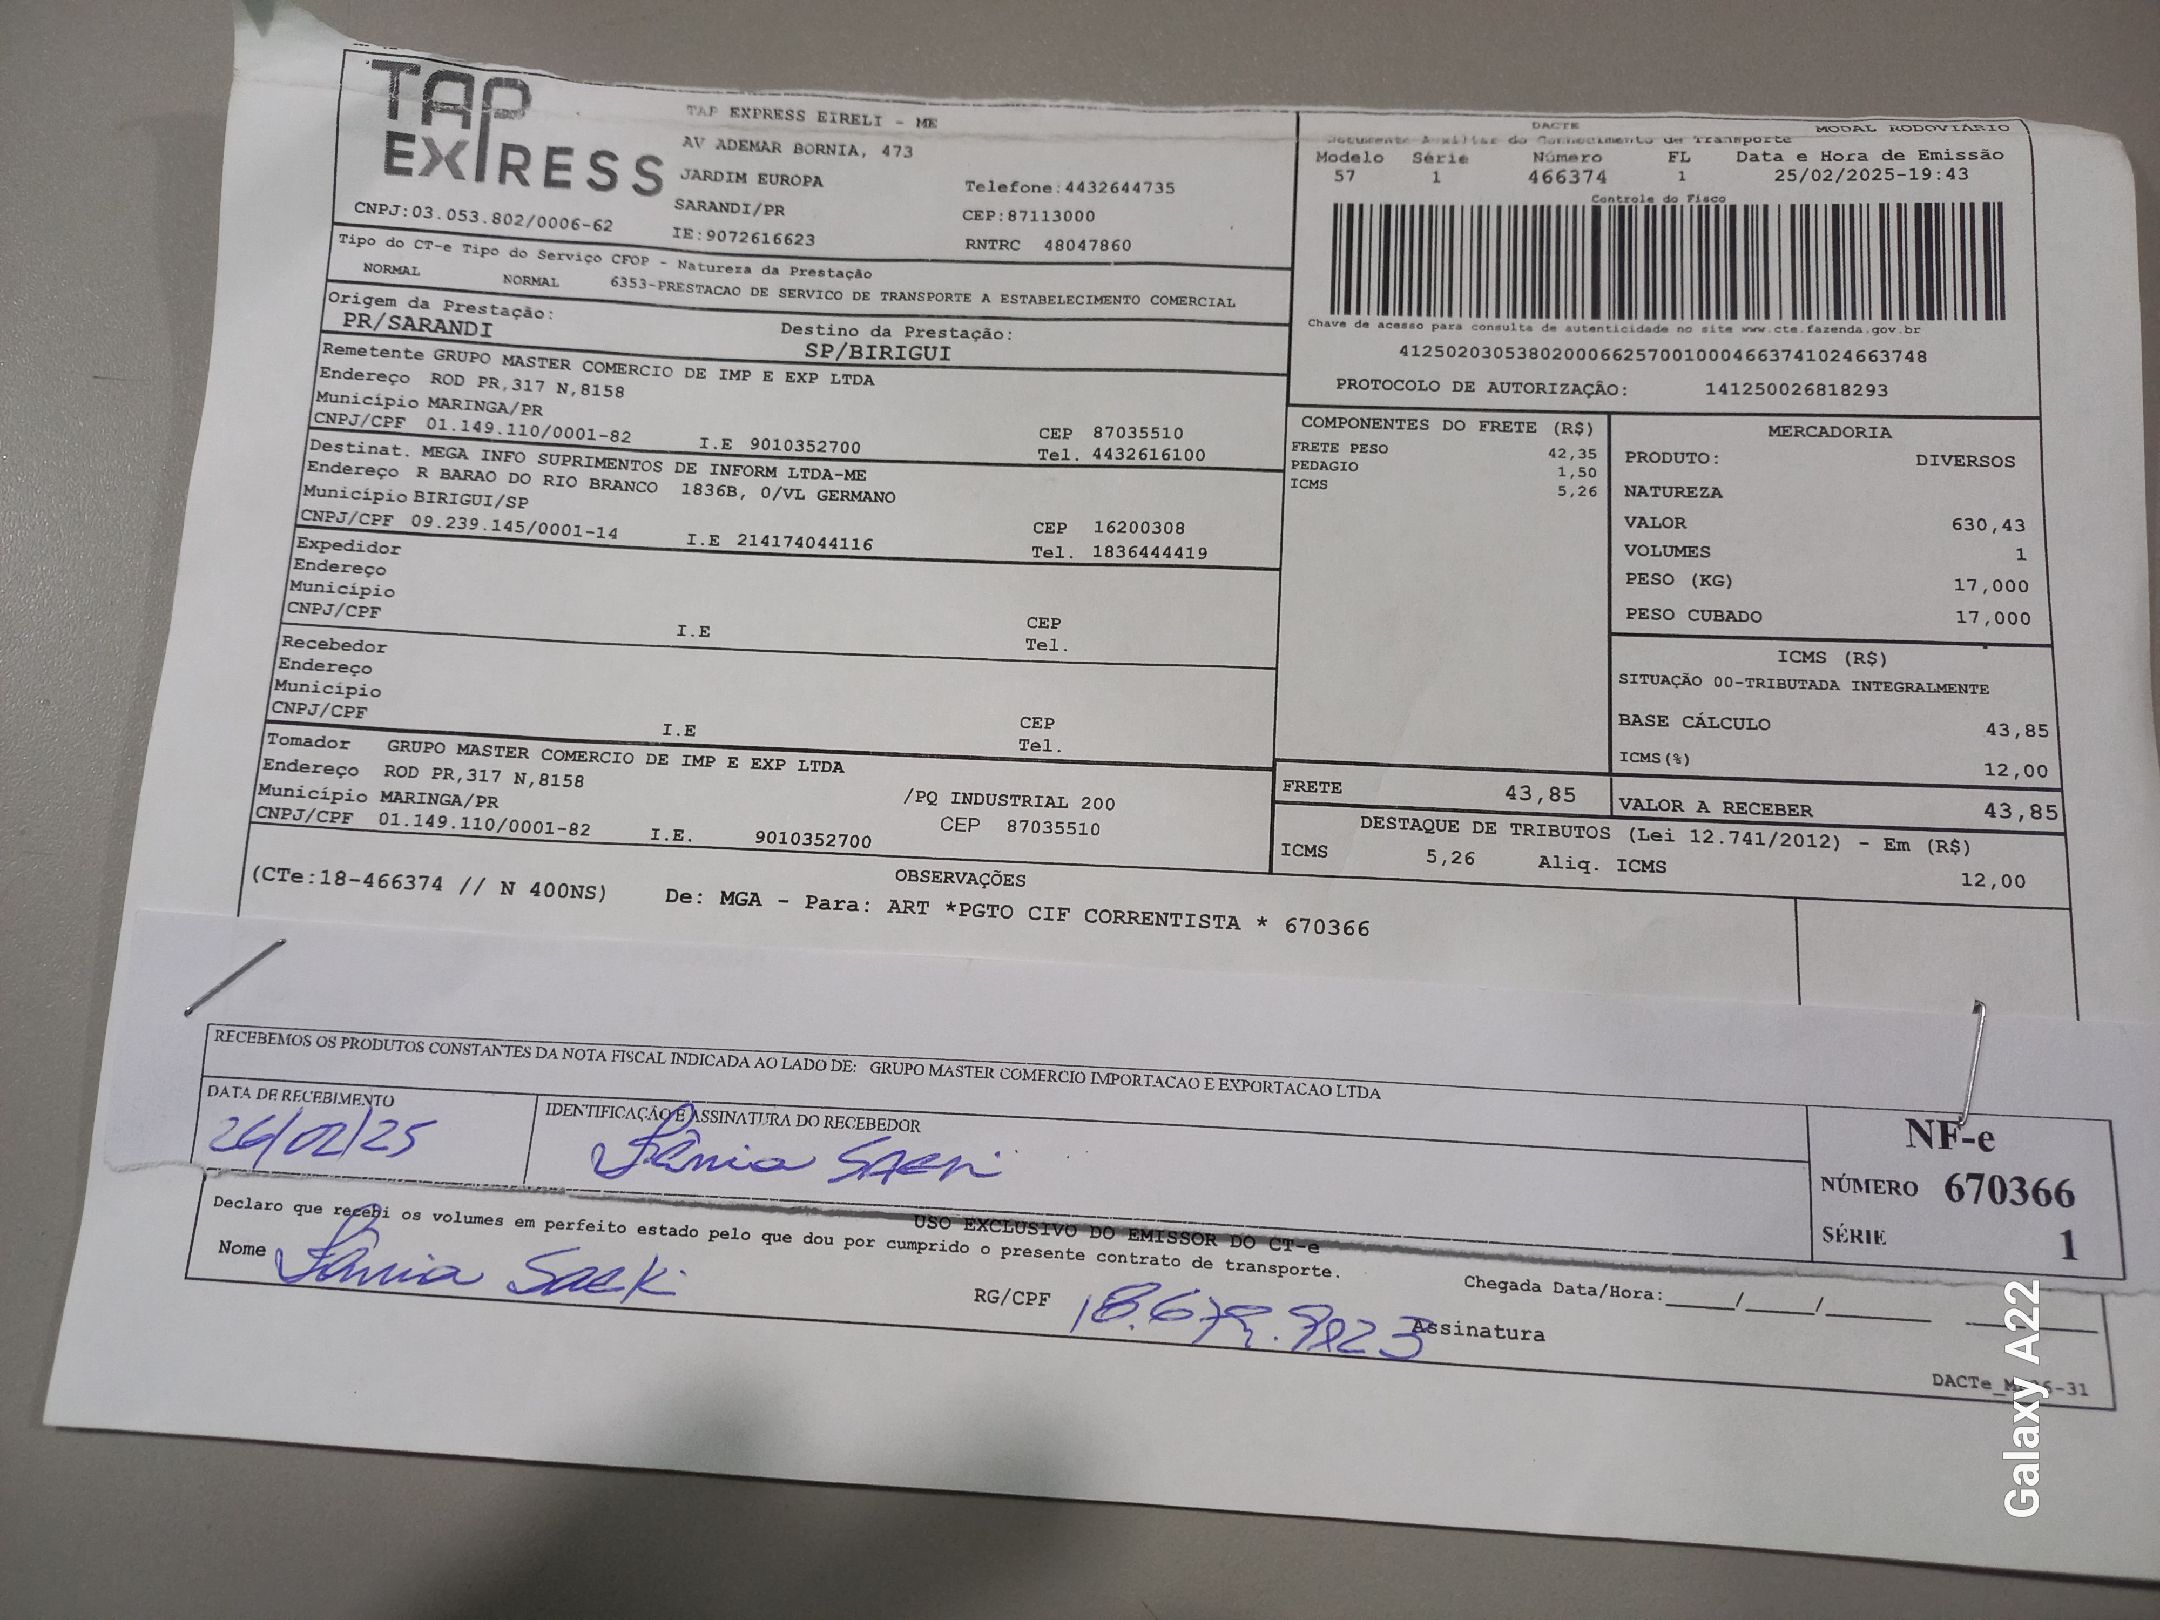 TAP
EXPRESS
CNPJ:03.053.802/0006-62
TAP EXPRESS EIRELI - ME
AV ADEMAR BORNIA, 473
JARDIM EUROPA
SARANDI/PR
IE:9072616623
Telefone:4432644735
CEP:87113000
RNTRC 48047860
DACTE MODAL RODOVIÁRIO
Documento Auxiliar do Conhecimento de Transporte
Modelo Série Número FL Data e Hora de Emissão
57 1 466374 1 25/02/2025-19:43
Controle do Fisco
Chave de acesso para consulta de autenticidade no site www.cte.fazenda.gov.br
41250203053802000662570010004663741024663748
PROTOCOLO DE AUTORIZAÇÃO: 141250026818293
Tipo do CT-e Tipo do Serviço CFOP - Natureza da Prestação
NORMAL NORMAL 6353-PRESTACAO DE SERVICO DE TRANSPORTE A ESTABELECIMENTO COMERCIAL
Origem da Prestação: Destino da Prestação:
PR/SARANDI SP/BIRIGUI
Remetente GRUPO MASTER COMERCIO DE IMP E EXP LTDA
Endereço ROD PR,317 N,8158
Município MARINGA/PR CEP 87035510
CNPJ/CPF 01.149.110/0001-82 I.E 9010352700 Tel. 4432616100
Destinat. MEGA INFO SUPRIMENTOS DE INFORM LTDA-ME
Endereço R BARAO DO RIO BRANCO 1836B, 0/VL GERMANO
Município BIRIGUI/SP CEP 16200308
CNPJ/CPF 09.239.145/0001-14 I.E 214174044116 Tel. 1836444419
Expedidor
Endereço
Município CEP
CNPJ/CPF I.E Tel.
Recebedor
Endereço
Município CEP
CNPJ/CPF I.E Tel.
Tomador GRUPO MASTER COMERCIO DE IMP E EXP LTDA
Endereço ROD PR,317 N,8158 /PQ INDUSTRIAL 200
Município MARINGA/PR CEP 87035510
CNPJ/CPF 01.149.110/0001-82 I.E. 9010352700
COMPONENTES DO FRETE (R$)
FRETE PESO 42,35
PEDAGIO 1,50
ICMS 5,26
MERCADORIA
PRODUTO: DIVERSOS
NATUREZA
VALOR 630,43
VOLUMES 1
PESO (KG) 17,000
PESO CUBADO 17,000
ICMS (R$)
SITUAÇÃO 00-TRIBUTADA INTEGRALMENTE
BASE CÁLCULO 43,85
ICMS(%) 12,00
FRETE 43,85 VALOR A RECEBER 43,85
DESTAQUE DE TRIBUTOS (Lei 12.741/2012) - Em (R$)
ICMS 5,26 Aliq. ICMS 12,00
OBSERVAÇÕES
(CTe:18-466374 // N 400NS) De: MGA - Para: ART *PGTO CIF CORRENTISTA * 670366
RECEBEMOS OS PRODUTOS CONSTANTES DA NOTA FISCAL INDICADA AO LADO DE: GRUPO MASTER COMERCIO IMPORTACAO E EXPORTACAO LTDA
DATA DE RECEBIMENTO IDENTIFICAÇÃO E ASSINATURA DO RECEBEDOR
26/02/25 Tânia Saeki
NF-e
NÚMERO 670366
SÉRIE 1
USO EXCLUSIVO DO EMISSOR DO CT-e
Declaro que recebi os volumes em perfeito estado pelo que dou por cumprido o presente contrato de transporte.
Nome Tânia Saeki RG/CPF Assinatura
Chegada Data/Hora:_____/_____/________
Galaxy A22